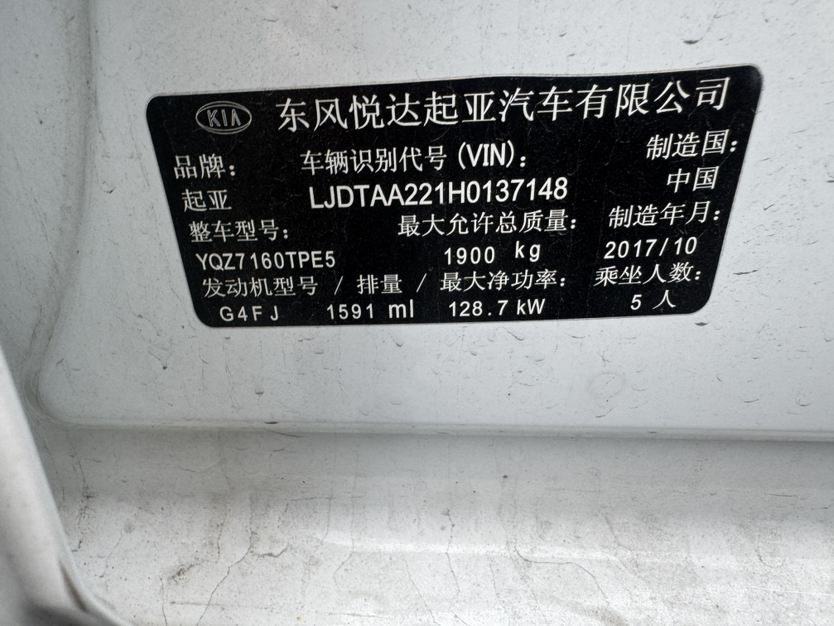 KIA 东风悦达起亚汽车有限公司
品牌: 车辆识别代号(VIN): 制造国:
起亚 LJDTAA221H0137148 中国
整车型号: 最大允许总质量: 制造年月:
YQZ7160TPE5 1900 kg 2017/10
发动机型号 / 排量 / 最大净功率: 乘坐人数:
G4FJ 1591 ml 128.7 kW 5 人